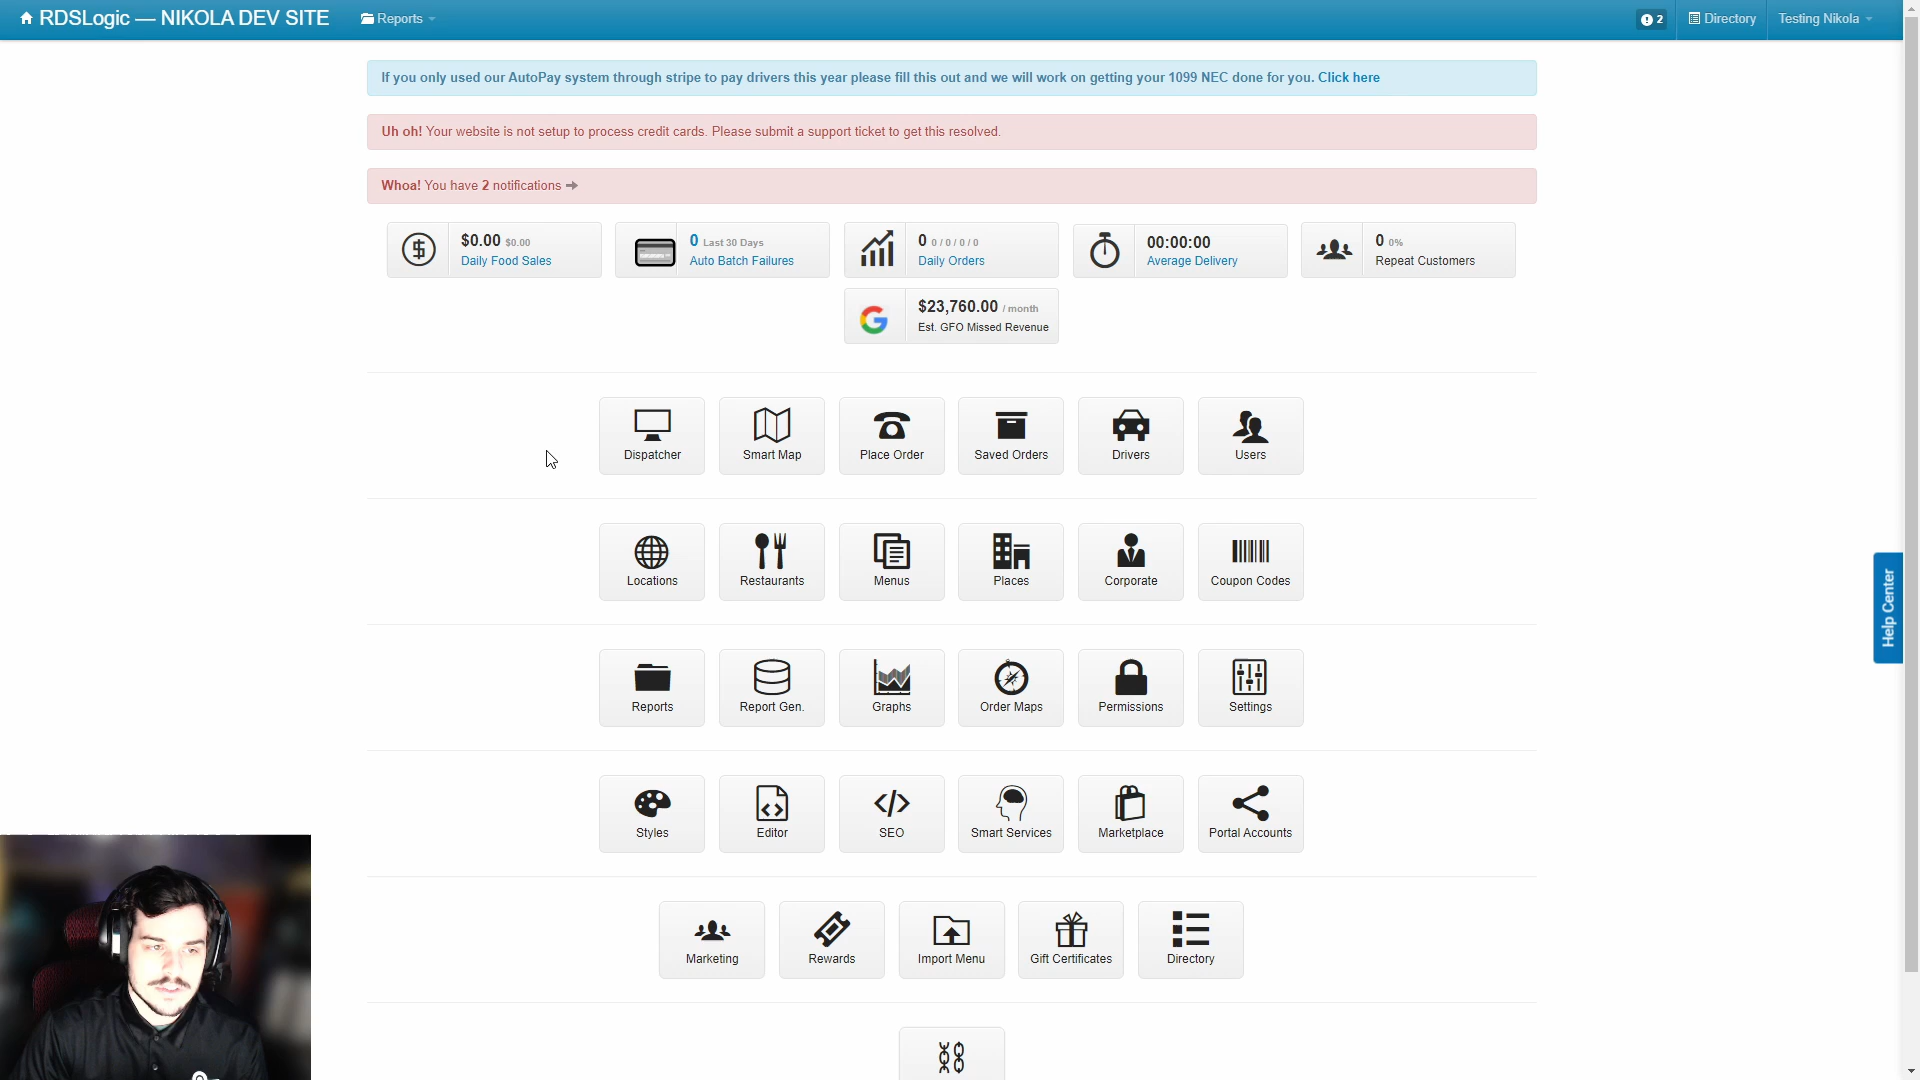 RDSLogic — NIKOLA DEV SITE Reports 2 Directory Testing Nikola
If you only used our AutoPay system through stripe to pay drivers this year please fill this out and we will work on getting your 1099 NEC done for you. Click here
Uh oh! Your website is not setup to process credit cards. Please submit a support ticket to get this resolved.
Whoa! You have 2 notifications
$0.00 $0.00
Daily Food Sales
0 Last 30 Days
Auto Batch Failures
0 0 / 0 / 0 / 0
Daily Orders
00:00:00
Average Delivery
0 0%
Repeat Customers
$23,760.00 / month
Est. GFO Missed Revenue
Dispatcher Smart Map Place Order Saved Orders Drivers Users
Locations Restaurants Menus Places Corporate Coupon Codes
Help Center
Reports Report Gen. Graphs Order Maps Permissions Settings
Styles Editor SEO Smart Services Marketplace Portal Accounts
Marketing Rewards Import Menu Gift Certificates Directory